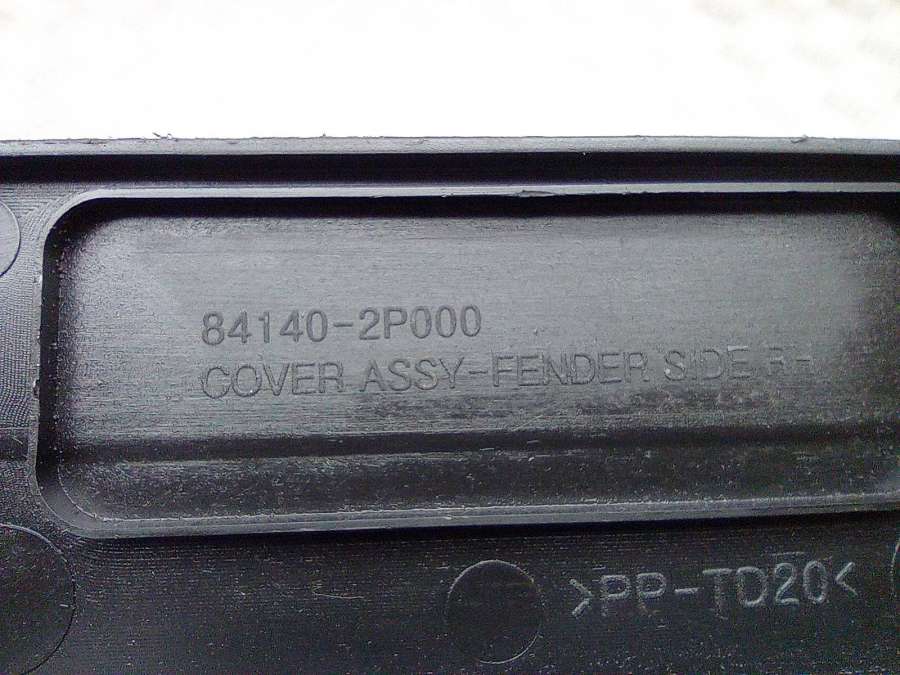 84140-2P000
COVER ASSY-FENDER SIDE RH
>PP-TD20<